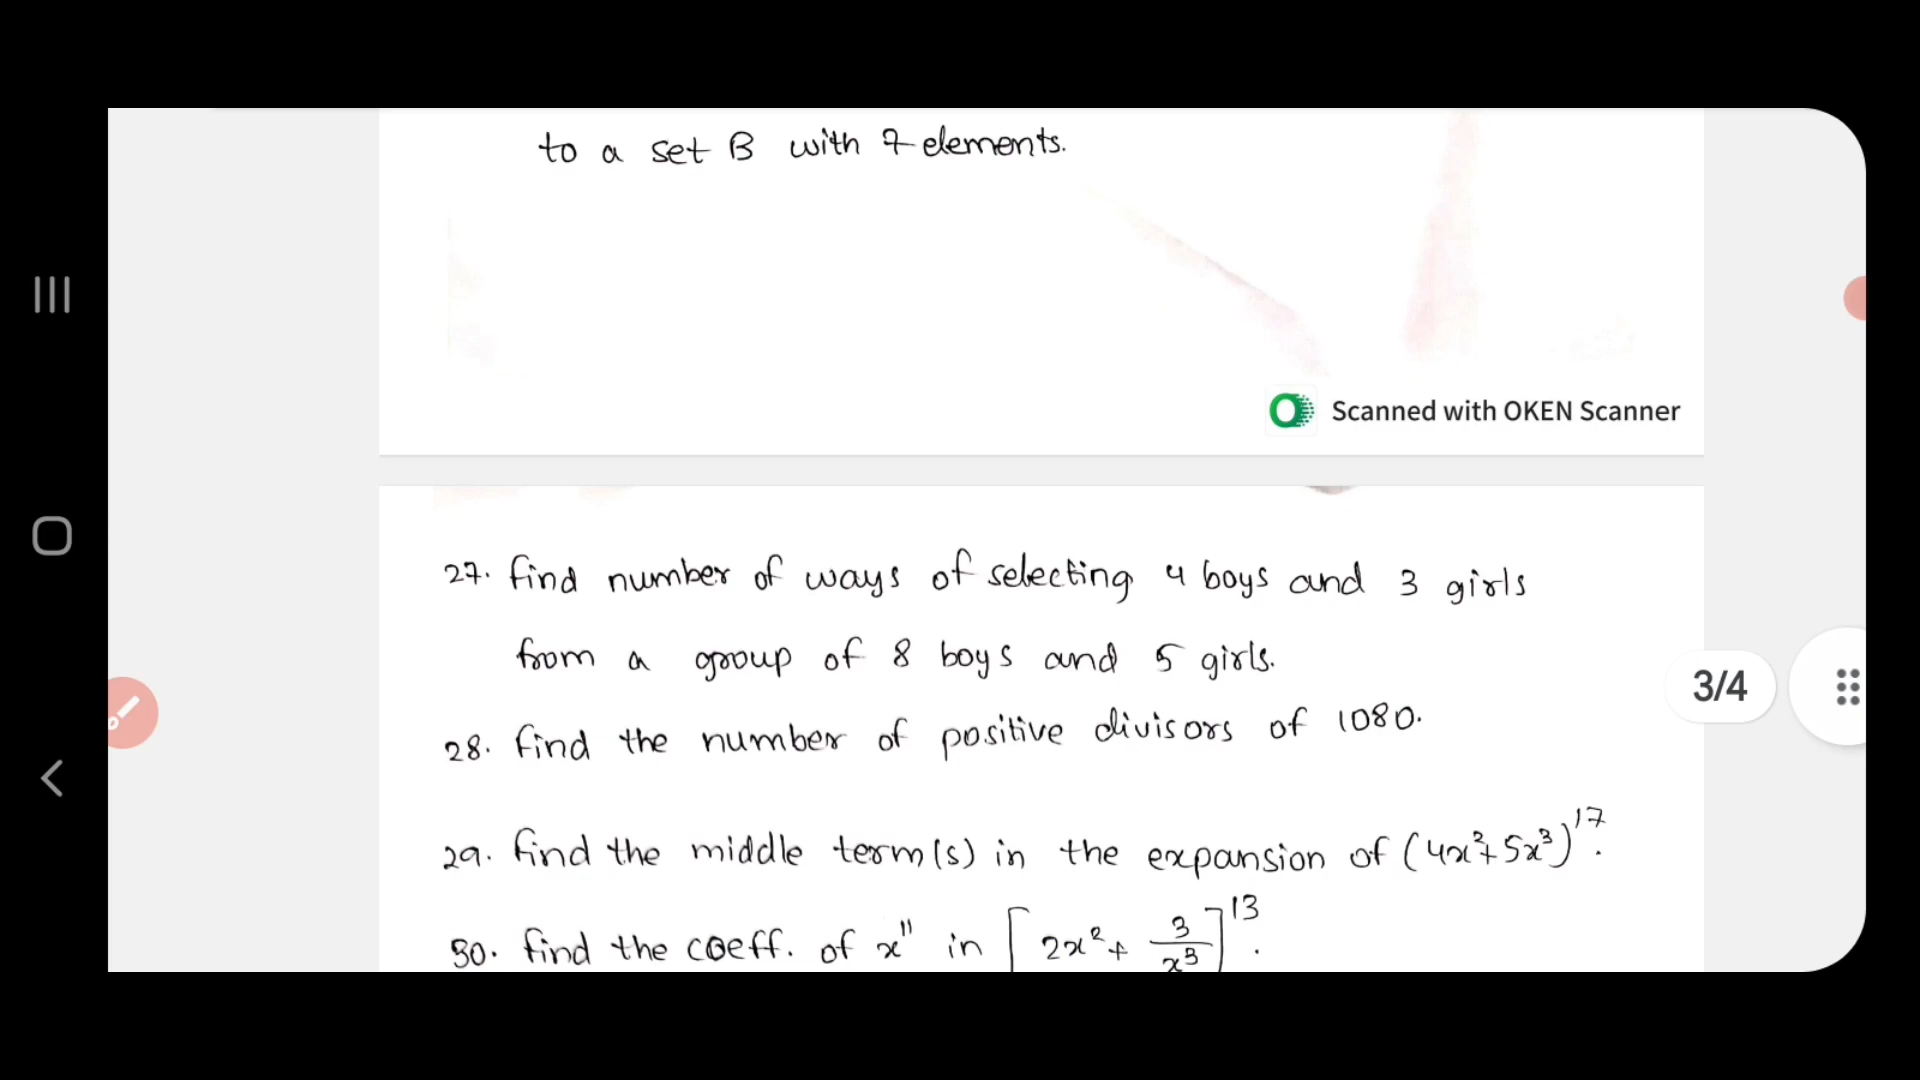 to a set B with 7 elements.
Scanned with OKEN Scanner
27. find number of ways of selecting 4 boys and 3 girls
from a group of 8 boys and 5 girls.
3/4
28. find the number of positive divisors of 1080.
29. find the middle term(s) in the expansion of (4x²+5x³)¹⁷.
30. find the coeff. of x¹¹ in [2x² + 3/x³]¹³.